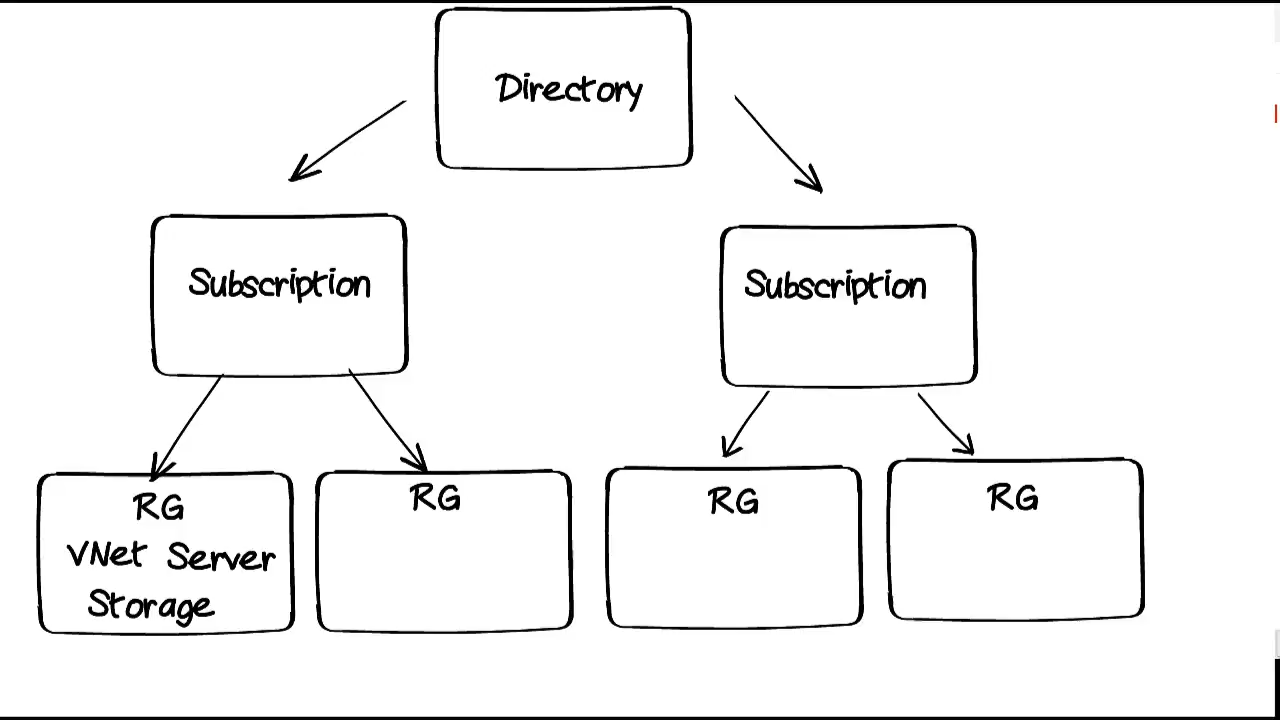 Directory
Subscription
Subscription
RG
VNet Server
Storage
RG
RG
RG